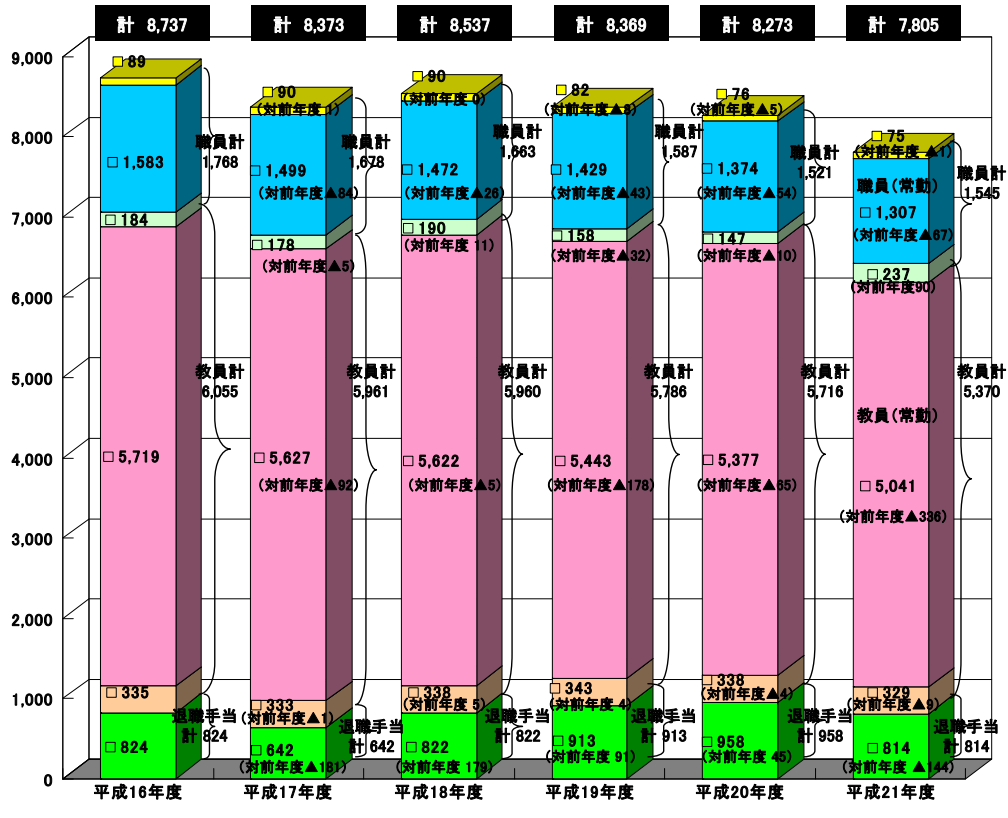 計 8,737
計 8,373
計 8,537
計 8,369
計 8,273
計 7,805
9,000
8,000
7,000
6,000
5,000
4,000
3,000
2,000
1,000
0
89
1,583
職員計
1,768
184
教員計
6,055
5,719
335
退職手当
計 824
824
平成16年度
90
(対前年度 1)
1,499
(対前年度▲84)
職員計
1,678
178
(対前年度▲5)
教員計
5,961
5,627
(対前年度▲92)
333
(対前年度▲1)
退職手当
計 642
642
(対前年度▲181)
平成17年度
90
(対前年度 0)
1,472
(対前年度▲26)
職員計
1,663
190
(対前年度 11)
教員計
5,960
5,622
(対前年度▲5)
338
(対前年度 5)
退職手当
計 822
822
(対前年度 179)
平成18年度
82
(対前年度▲8)
1,429
(対前年度▲43)
職員計
1,587
158
(対前年度▲32)
教員計
5,786
5,443
(対前年度▲178)
343
(対前年度 4)
退職手当
計 913
913
(対前年度 91)
平成19年度
76
(対前年度▲5)
1,374
(対前年度▲54)
職員計
1,521
147
(対前年度▲10)
教員計
5,716
5,377
(対前年度▲65)
338
(対前年度▲4)
退職手当
計 958
958
(対前年度 45)
平成20年度
75
(対前年度▲1)
職員(常勤)
1,307
(対前年度▲67)
職員計
1,545
237
(対前年度90)
教員計
5,370
教員(常勤)
5,041
(対前年度▲336)
329
(対前年度▲9)
退職手当
計 814
814
(対前年度 ▲144)
平成21年度